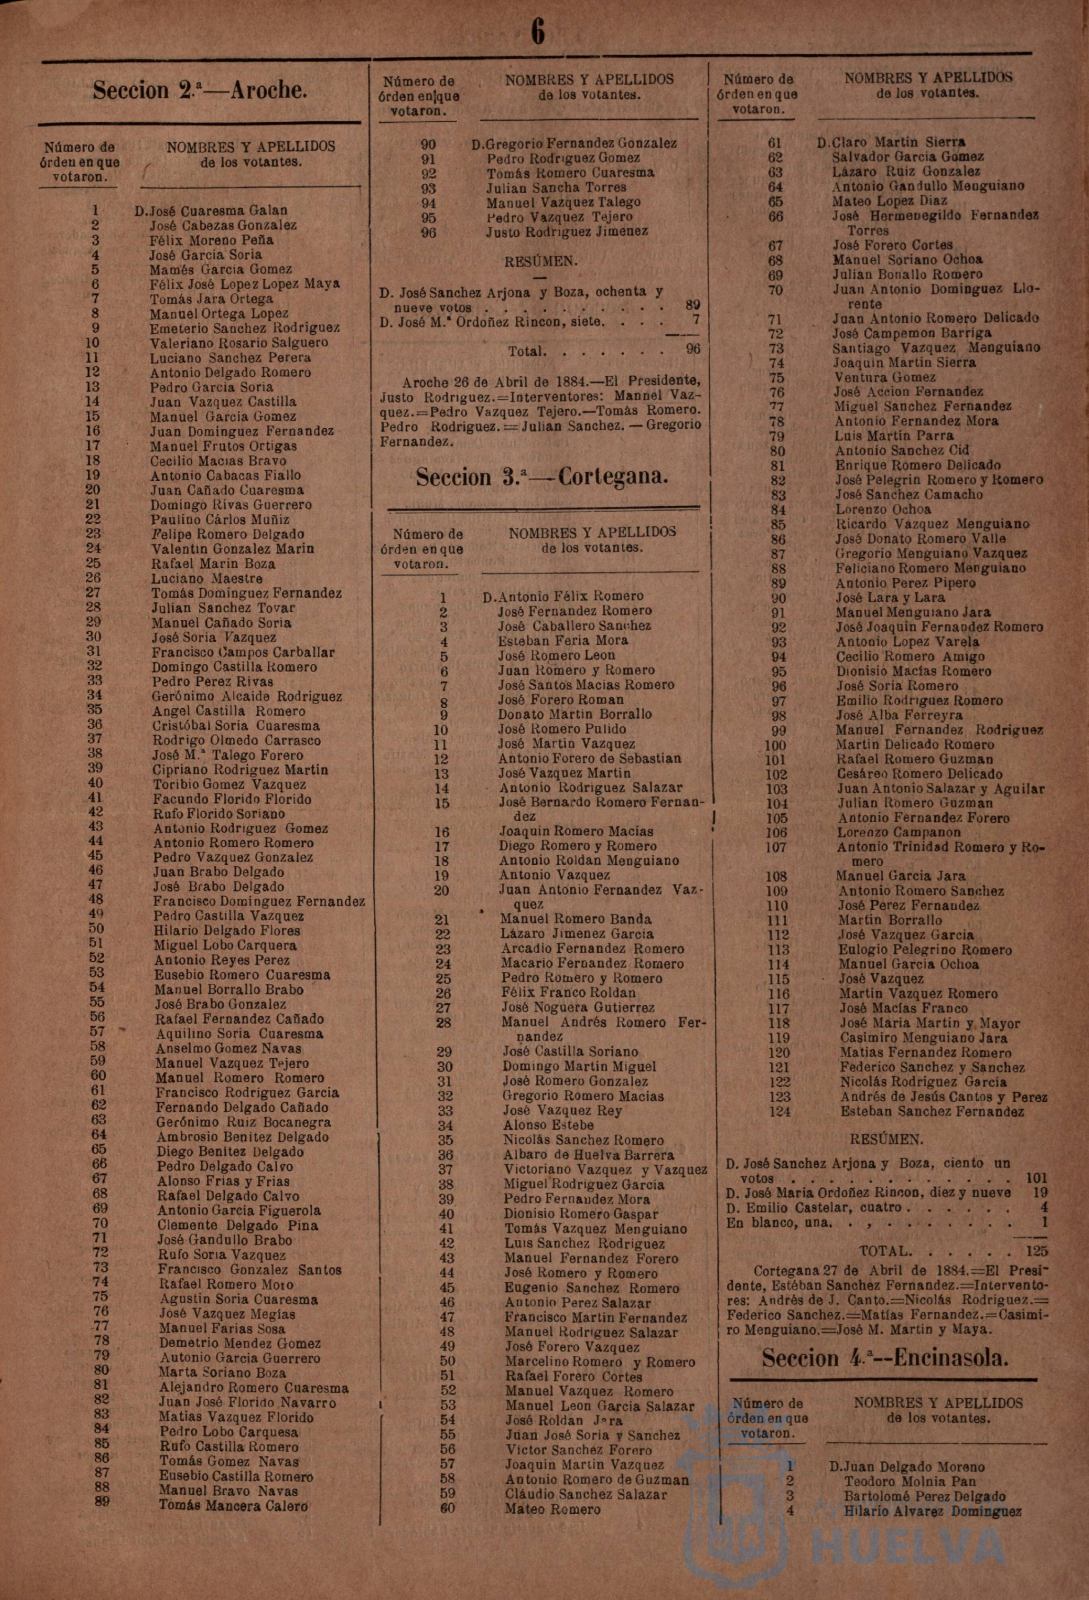 6
Seccion 2.ª—Aroche.
Número de órden en que votaron.
NOMBRES Y APELLIDOS
de los votantes.
1 D.José Cuaresma Galan
2 José Cabezas Gonzalez
3 Félix Moreno Peña
4 José Garcia Soria
5 Mamés Garcia Gomez
6 Félix José Lopez Lopez Maya
7 Tomás Jara Ortega
8 Manuel Ortega Lopez
9 Emeterio Sanchez Rodriguez
10 Valeriano Rosario Salguero
11 Luciano Sanchez Perera
12 Antonio Delgado Romero
13 Pedro Garcia Soria
14 Juan Vazquez Castilla
15 Manuel Garcia Gomez
16 Juan Dominguez Fernandez
17 Manuel Frutos Ortigas
18 Cecilio Macias Bravo
19 Antonio Cabacas Fiallo
20 Juan Cañado Cuaresma
21 Domingo Rivas Guerrero
22 Paulino Cárlos Muñiz
23 Felipe Romero Delgado
24 Valentin Gonzalez Marin
25 Rafael Marin Boza
26 Luciano Maestre
27 Tomás Dominguez Fernandez
28 Julian Sanchez Tovar
29 Manuel Cañado Soria
30 José Soria Vazquez
31 Francisco Campos Carballar
32 Domingo Castilla Romero
33 Pedro Perez Rivas
34 Gerónimo Alcaide Rodriguez
35 Angel Castilla Romero
36 Cristóbal Soria Cuaresma
37 Rodrigo Olmedo Carrasco
38 José M.ª Talego Forero
39 Cipriano Rodriguez Martin
40 Toribio Gomez Vazquez
41 Facundo Florido Florido
42 Rufo Florido Soriano
43 Antonio Rodriguez Gomez
44 Antonio Romero Romero
45 Pedro Vazquez Gonzalez
46 Juan Brabo Delgado
47 José Brabo Delgado
48 Francisco Dominguez Fernandez
49 Pedro Castilla Vazquez
50 Hilario Delgado Flores
51 Miguel Lobo Carquera
52 Antonio Reyes Perez
53 Eusebio Romero Cuaresma
54 Manuel Borrallo Brabo
55 José Brabo Gonzalez
56 Rafael Fernandez Cañado
57 Aquilino Soria Cuaresma
58 Anselmo Gomez Navas
59 Manuel Vazquez Tejero
60 Manuel Romero Romero
61 Francisco Rodriguez Garcia
62 Fernando Delgado Cañado
63 Gerónimo Ruiz Bocanegra
64 Ambrosio Benitez Delgado
65 Diego Benitez Delgado
66 Pedro Delgado Calvo
67 Alonso Frias y Frias
68 Rafael Delgado Calvo
69 Antonio Garcia Figuerola
70 Clemente Delgado Pina
71 José Gandullo Brabo
72 Rufo Soria Vazquez
73 Francisco Gonzalez Santos
74 Rafael Romero Moro
75 Agustin Soria Cuaresma
76 José Vazquez Megias
77 Manuel Farias Sosa
78 Demetrio Mendez Gomez
79 Antonio Garcia Guerrero
80 Marta Soriano Boza
81 Alejandro Romero Cuaresma
82 Juan José Florido Navarro
83 Matias Vazquez Florido
84 Pedro Lobo Carquesa
85 Rufo Castilla Romero
86 Tomás Gomez Navas
87 Eusebio Castilla Romero
88 Manuel Bravo Navas
89 Tomás Mancera Calero
Número de órden en que votaron.
NOMBRES Y APELLIDOS
de los votantes.
90 D.Gregorio Fernandez Gonzalez
91 Pedro Rodriguez Gomez
92 Tomás Romero Cuaresma
93 Julian Sancha Torres
94 Manuel Vazquez Talego
95 Pedro Vazquez Tejero
96 Justo Rodriguez Jimenez
RESÚMEN.
D. José Sanchez Arjona y Boza, ochenta y
nueve votos . . . . . . . . . . 89
D. José M.ª Ordoñez Rincon, siete. . . . 7
Total. . . . . . . 96
Aroche 26 de Abril de 1884.—El Presidente,
Justo Rodriguez.=Interventores: Mannel Vaz-
quez.=Pedro Vazquez Tejero.—Tomás Romero.
Pedro Rodriguez.=Julian Sanchez.—Gregorio
Fernandez.
Seccion 3.ª—Cortegana.
Número de órden en que votaron.
NOMBRES Y APELLIDOS
de los votantes.
1 D.Antonio Félix Romero
2 José Fernandez Romero
3 José Caballero Sanchez
4 Esteban Feria Mora
5 José Romero Leon
6 Juan Romero y Romero
7 José Santos Macias Romero
8 José Forero Roman
9 Donato Martin Borrallo
10 José Romero Pulido
11 José Martin Vazquez
12 Antonio Forero de Sebastian
13 José Vazquez Martin
14 Antonio Rodriguez Salazar
15 José Bernardo Romero Fernan-
dez
16 Joaquin Romero Macias
17 Diego Romero y Romero
18 Antonio Roldan Menguiano
19 Antonio Vazquez
20 Juan Antonio Fernandez Vaz-
quez
21 Manuel Romero Banda
22 Lázaro Jimenez Garcia
23 Arcadio Fernandez Romero
24 Macario Fernandez Romero
25 Pedro Romero y Romero
26 Félix Franco Roldan
27 José Noguera Gutierrez
28 Manuel Andrés Romero Fer-
nandez
29 José Castilla Soriano
30 Domingo Martin Miguel
31 José Romero Gonzalez
32 Gregorio Romero Macias
33 José Vazquez Rey
34 Alonso Estebe
35 Nicolás Sanchez Romero
36 Albaro de Huelva Barrera
37 Victoriano Vazquez y Vazquez
38 Miguel Rodriguez Garcia
39 Pedro Fernandez Mora
40 Dionisio Romero Gaspar
41 Tomás Vazquez Menguiano
42 Luis Sanchez Rodriguez
43 Manuel Fernandez Forero
44 José Romero y Romero
45 Eugenio Sanchez Romero
46 Antonio Perez Salazar
47 Francisco Martin Fernandez
48 Manuel Rodriguez Salazar
49 José Forero Vazquez
50 Marcelino Romero y Romero
51 Rafael Forero Cortes
52 Manuel Vazquez Romero
53 Manuel Leon Garcia Salazar
54 José Roldan Jara
55 Juan José Soria y Sanchez
56 Victor Sanchez Forero
57 Joaquin Martin Vazquez
58 Antonio Romero de Guzman
59 Cláudio Sanchez Salazar
60 Mateo Romero
Número de órden en que votaron.
NOMBRES Y APELLIDOS
de los votantes.
61 D.Claro Martin Sierra
62 Salvador Garcia Gomez
63 Lázaro Ruiz Gonzalez
64 Antonio Gandullo Menguiano
65 Mateo Lopez Diaz
66 José Hermenegildo Fernandez
Torres
67 José Forero Cortes
68 Manuel Soriano Ochoa
69 Julian Bonallo Romero
70 Juan Antonio Dominguez Llo-
rente
71 Juan Antonio Romero Delicado
72 José Campemon Barriga
73 Santiago Vazquez Menguiano
74 Joaquin Martin Sierra
75 Ventura Gomez
76 José Accion Fernandez
77 Miguel Sanchez Fernandez
78 Antonio Fernandez Mora
79 Luis Martin Parra
80 Antonio Sanchez Cid
81 Enrique Romero Delicado
82 José Pelegrin Romero y Romero
83 José Sanchez Camacho
84 Lorenzo Ochoa
85 Ricardo Vazquez Menguiano
86 José Donato Romero Valle
87 Gregorio Menguiano Vazquez
88 Feliciano Romero Menguiano
89 Antonio Perez Pipero
90 José Lara y Lara
91 Manuel Menguiano Jara
92 José Joaquin Fernandez Romero
93 Antonio Lopez Varela
94 Cecilio Romero Amigo
95 Dionisio Macías Romero
96 José Soria Romero
97 Emilio Rodriguez Romero
98 José Alba Ferreyra
99 Manuel Fernandez Rodriguez
100 Martin Delicado Romero
101 Rafael Romero Guzman
102 Cesáreo Romero Delicado
103 Juan Antonio Salazar y Aguilar
104 Julian Romero Guzman
105 Antonio Fernandez Forero
106 Lorenzo Campanon
107 Antonio Trinidad Romero y Ro-
mero
108 Manuel Garcia Jara
109 Antonio Romero Sanchez
110 José Perez Fernandez
111 Martin Borrallo
112 José Vazquez Garcia
113 Eulogio Pelegrino Romero
114 Manuel Garcia Ochoa
115 José Vazquez
116 Martin Vazquez Romero
117 José Macías Franco
118 José Maria Martin y Mayor
119 Casimiro Menguiano Jara
120 Matias Fernandez Romero
121 Federico Sanchez y Sanchez
122 Nicolás Rodriguez Garcia
123 Andrés de Jesús Cantos y Perez
124 Esteban Sanchez Fernandez
RESÚMEN.
D. José Sanchez Arjona y Boza, ciento un
votos . . . . . . . . . . . . 101
D. José Maria Ordoñez Rincon, diez y nueve 19
D. Emilio Castelar, cuatro . . . . . . 4
En blanco, una. . , . . . . . . . 1
TOTAL. . . . . . 125
Cortegana 27 de Abril de 1884.=El Presi-
dente, Estéban Sanchez Fernandez.=Intervento-
res: Andrés de J. Canto.=Nicolás Rodriguez.=
Federico Sanchez.=Matías Fernandez.=Casimi-
ro Menguiano.=José M. Martin y Maya.
Seccion 4.ª--Encinasola.
Número de órden en que votaron.
NOMBRES Y APELLIDOS
de los votantes.
1 D.Juan Delgado Moreno
2 Teodoro Molnia Pan
3 Bartolomé Perez Delgado
4 Hilario Alvarez Dominguez
HUELVA